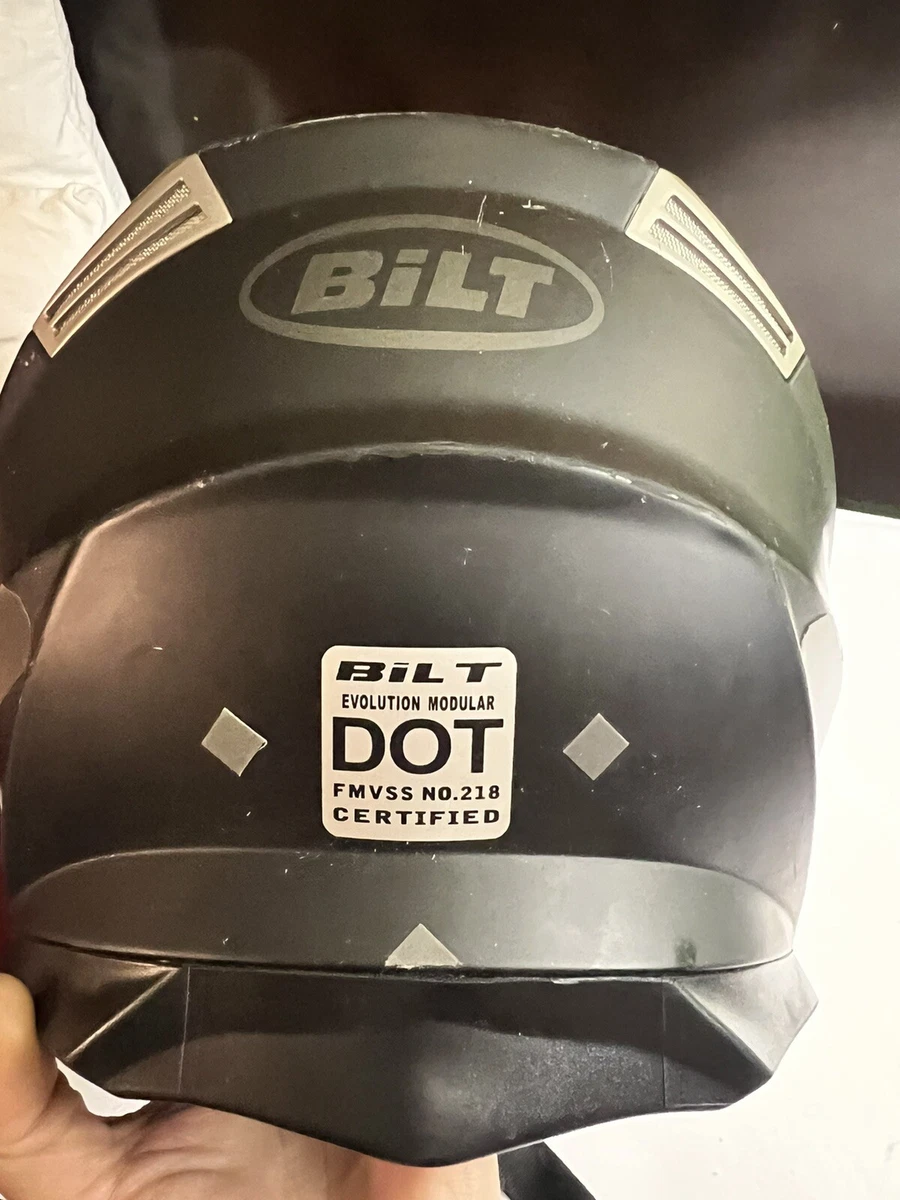 BiLT
BiLT
EVOLUTION MODULAR
DOT
FMVSS NO.218
CERTIFIED